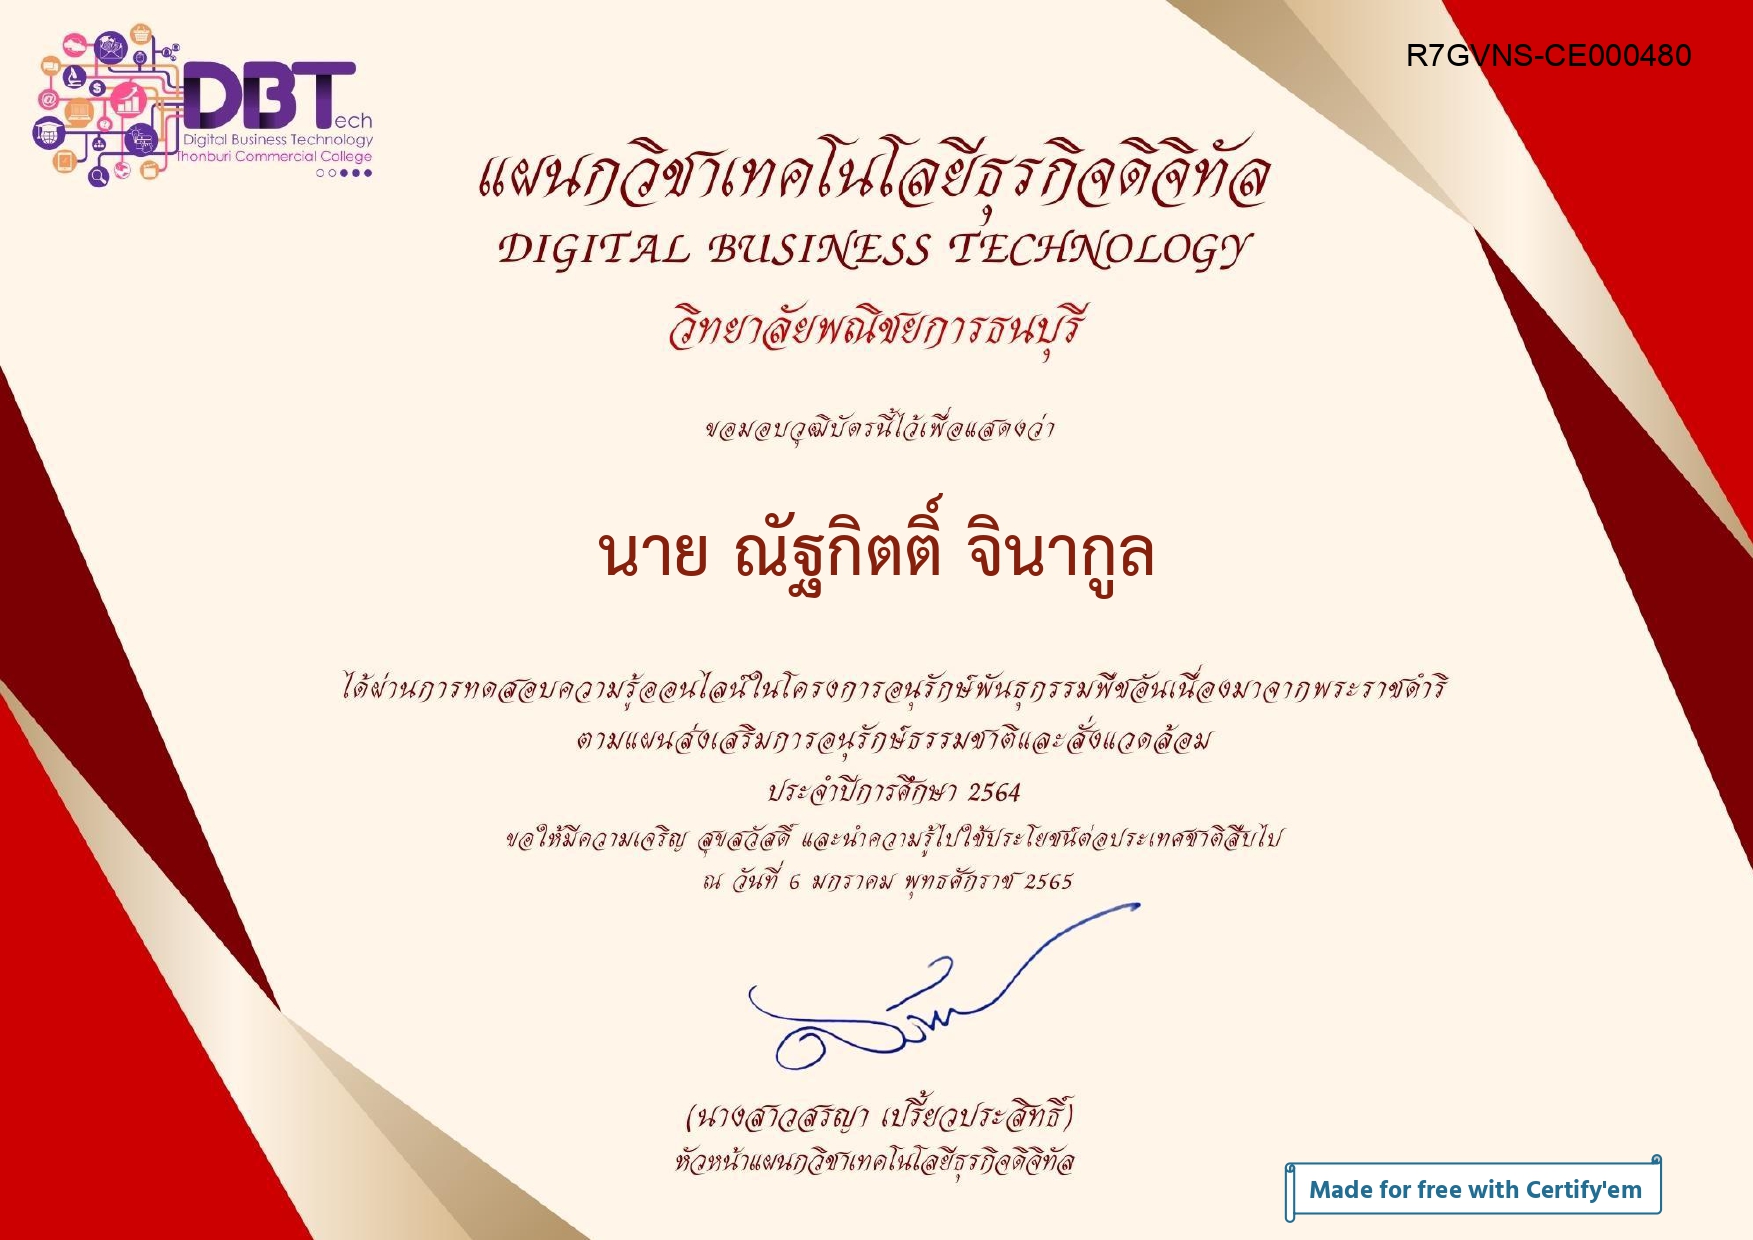 R7GVNS-CE000480
DBTech
Digital Business Technology
Thonburi Commercial College
แผนกวิชาเทคโนโลยีธุรกิจดิจิทัล
DIGITAL BUSINESS TECHNOLOGY
วิทยาลัยพณิชยการธนบุรี
ขอมอบวุฒิบัตรนี้ไว้เพื่อแสดงว่า
นาย ณัฐกิตติ์ จินากูล
ได้ผ่านการทดสอบความรู้ออนไลน์ในโครงการอนุรักษ์พันธุกรรมพืชอันเนื่องมาจากพระราชดำริ
ตามแผนส่งเสริมการอนุรักษ์ธรรมชาติและสิ่งแวดล้อม
ประจำปีการศึกษา 2564
ขอให้มีความเจริญ สุขสวัสดิ์ และนำความรู้ไปใช้ประโยชน์ต่อประเทศชาติสืบไป
ณ วันที่ 6 มกราคม พุทธศักราช 2565
(นางสาวสรญา เปรี้ยวประสิทธิ์)
หัวหน้าแผนกวิชาเทคโนโลยีธุรกิจดิจิทัล
Made for free with Certify'em